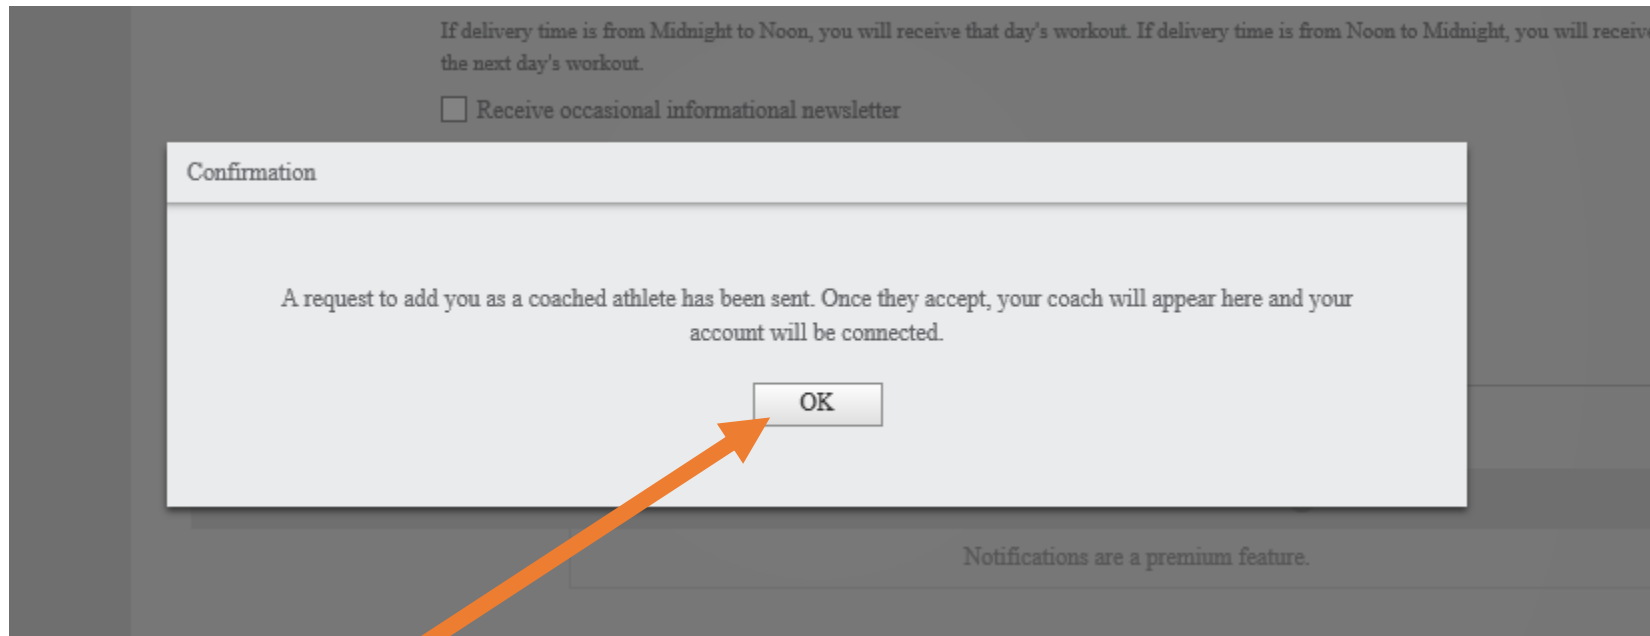 If delivery time is from Midnight to Noon, you will receive that day's workout. If delivery time is from Noon to Midnight, you will receive
the next day's workout.
Receive occasional informational newsletter
Confirmation
A request to add you as a coached athlete has been sent. Once they accept, your coach will appear here and your
account will be connected.
OK
Notifications are a premium feature.